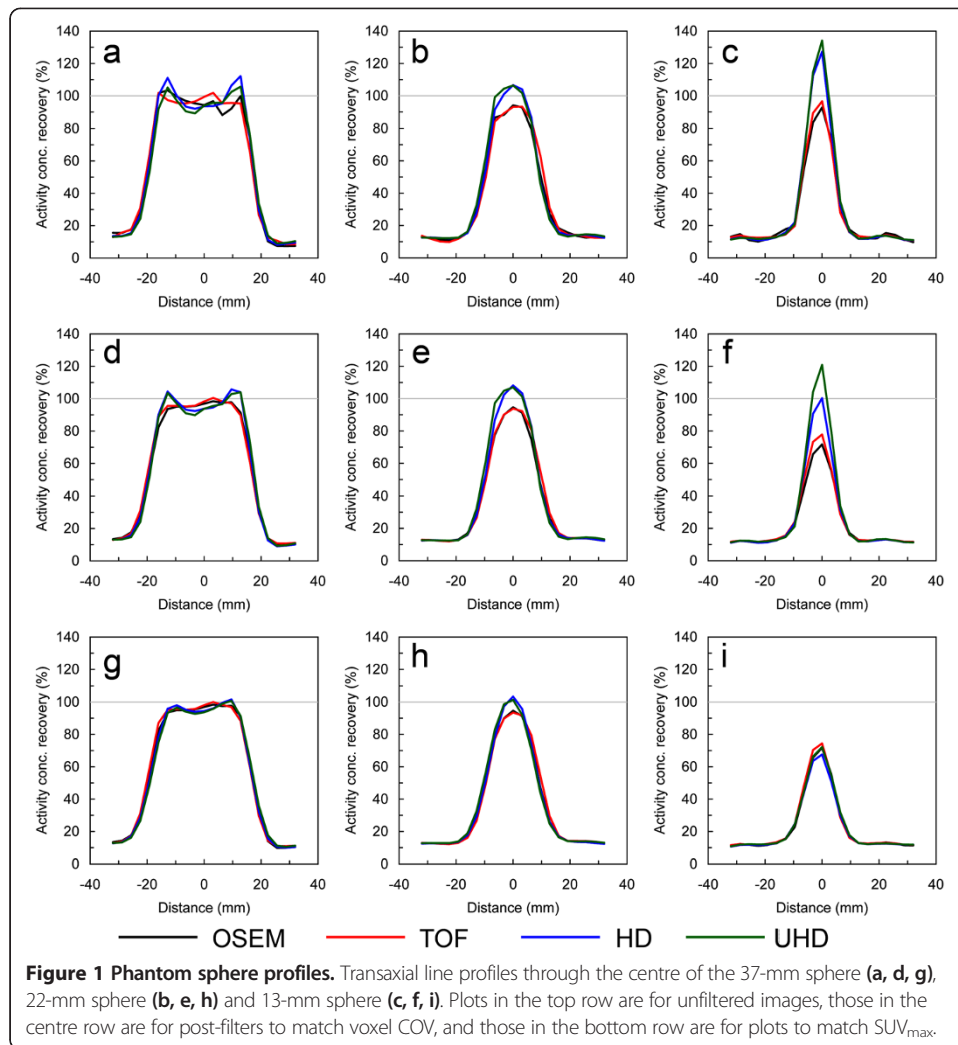 140
120
100
80
60
40
20
0
Activity conc. recovery (%)
a
-40 -20 0 20 40
Distance (mm)
140
120
100
80
60
40
20
0
Activity conc. recovery (%)
b
-40 -20 0 20 40
Distance (mm)
140
120
100
80
60
40
20
0
Activity conc. recovery (%)
c
-40 -20 0 20 40
Distance (mm)
140
120
100
80
60
40
20
0
Activity conc. recovery (%)
d
-40 -20 0 20 40
Distance (mm)
140
120
100
80
60
40
20
0
Activity conc. recovery (%)
e
-40 -20 0 20 40
Distance (mm)
140
120
100
80
60
40
20
0
Activity conc. recovery (%)
f
-40 -20 0 20 40
Distance (mm)
140
120
100
80
60
40
20
0
Activity conc. recovery (%)
g
-40 -20 0 20 40
Distance (mm)
140
120
100
80
60
40
20
0
Activity conc. recovery (%)
h
-40 -20 0 20 40
Distance (mm)
140
120
100
80
60
40
20
0
Activity conc. recovery (%)
i
-40 -20 0 20 40
Distance (mm)
OSEM TOF HD UHD
Figure 1 Phantom sphere profiles. Transaxial line profiles through the centre of the 37-mm sphere (a, d, g),
22-mm sphere (b, e, h) and 13-mm sphere (c, f, i). Plots in the top row are for unfiltered images, those in the
centre row are for post-filters to match voxel COV, and those in the bottom row are for plots to match SUVmax.